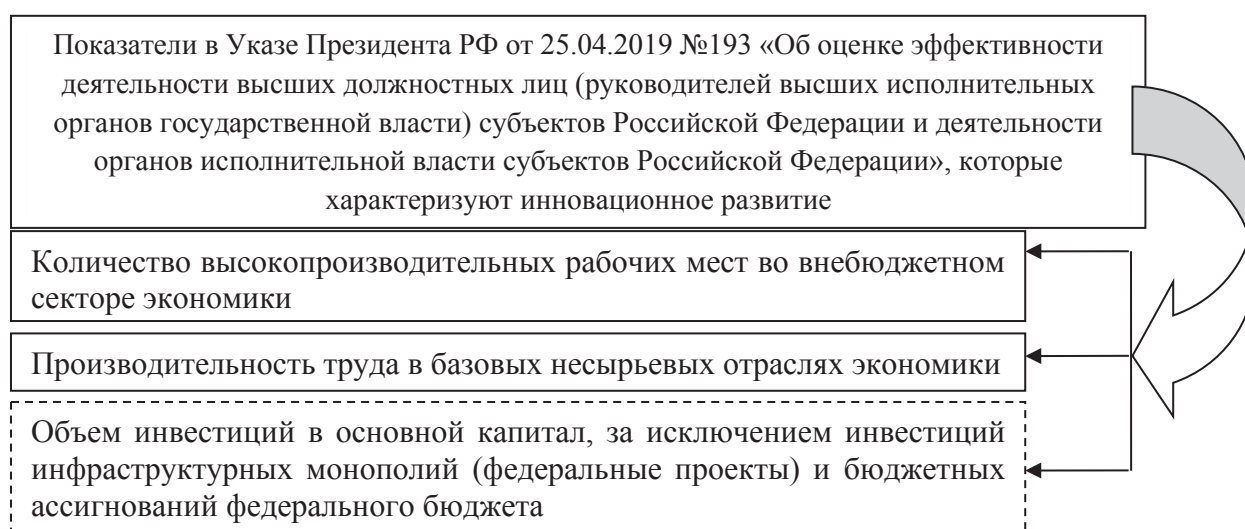 Показатели в Указе Президента РФ от 25.04.2019 №193 «Об оценке эффективности
деятельности высших должностных лиц (руководителей высших исполнительных
органов государственной власти) субъектов Российской Федерации и деятельности
органов исполнительной власти субъектов Российской Федерации», которые
характеризуют инновационное развитие
Количество высокопроизводительных рабочих мест во внебюджетном
секторе экономики
Производительность труда в базовых несырьевых отраслях экономики
Объем инвестиций в основной капитал, за исключением инвестиций
инфраструктурных монополий (федеральные проекты) и бюджетных
ассигнований федерального бюджета